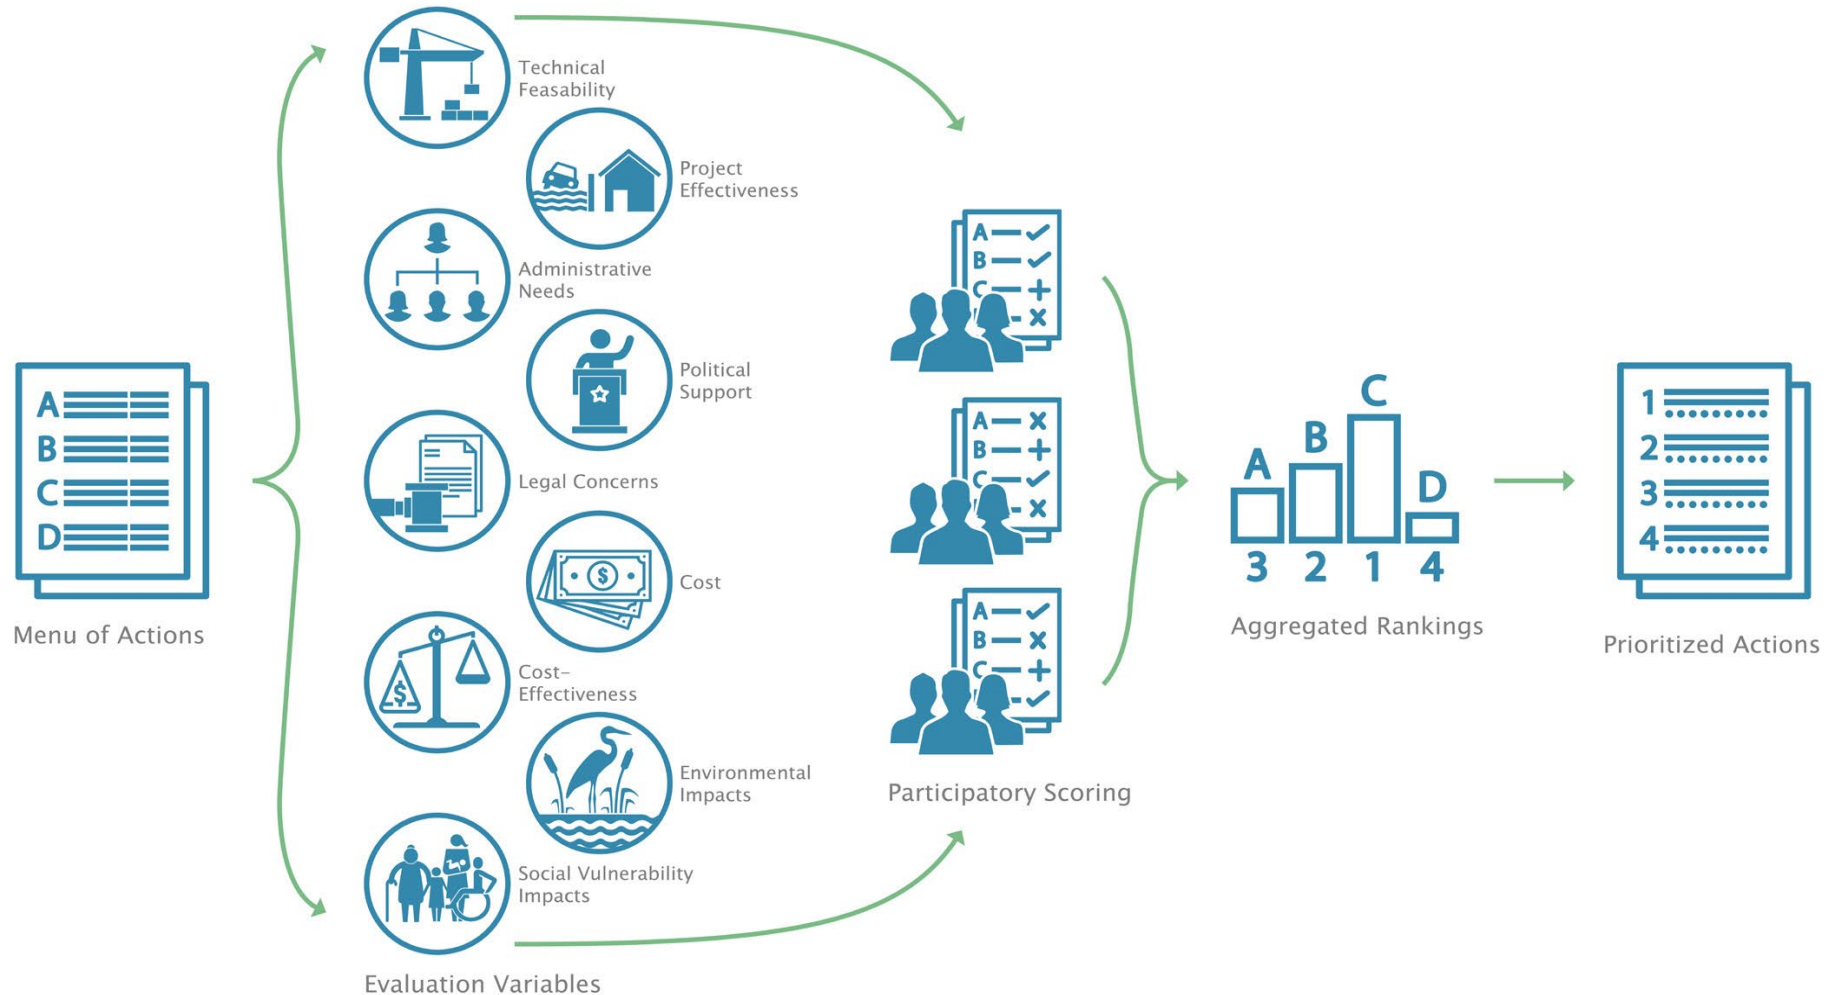 A
B
C
D
Menu of Actions
Technical
Feasability
Project
Effectiveness
Administrative
Needs
Political
Support
Legal Concerns
$
Cost
$
Cost-
Effectiveness
Environmental
Impacts
Social Vulnerability
Impacts
Evaluation Variables
A
B
C
A
B
C
A
B
C
Participatory Scoring
A
B
C
D
3 2 1 4
Aggregated Rankings
1
2
3
4
Prioritized Actions